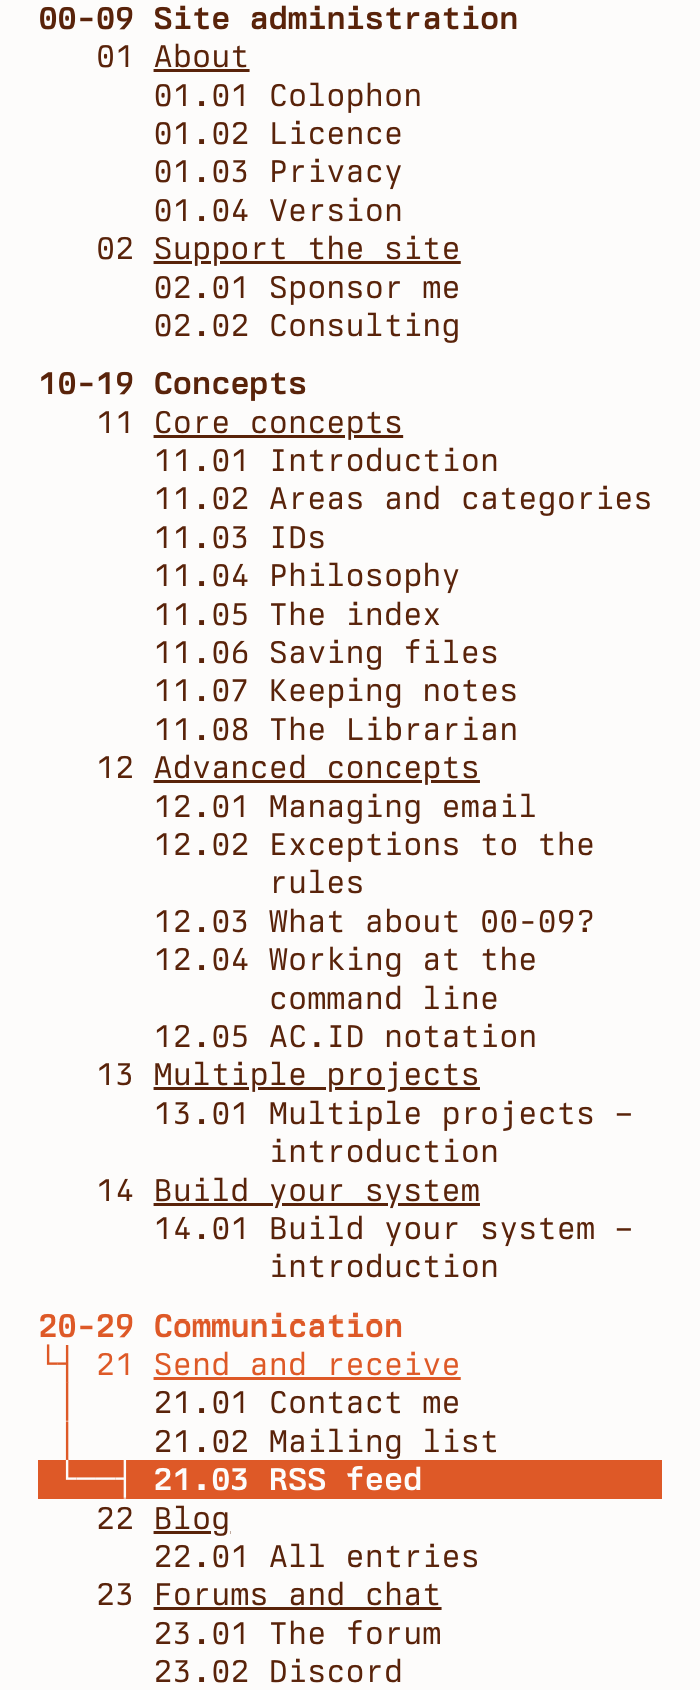 00-09 Site administration
01 About
01.01 Colophon
01.02 Licence
01.03 Privacy
01.04 Version
02 Support the site
02.01 Sponsor me
02.02 Consulting
10-19 Concepts
11 Core concepts
11.01 Introduction
11.02 Areas and categories
11.03 IDs
11.04 Philosophy
11.05 The index
11.06 Saving files
11.07 Keeping notes
11.08 The Librarian
12 Advanced concepts
12.01 Managing email
12.02 Exceptions to the
rules
12.03 What about 00-09?
12.04 Working at the
command line
12.05 AC.ID notation
13 Multiple projects
13.01 Multiple projects –
introduction
14 Build your system
14.01 Build your system –
introduction
20-29 Communication
21 Send and receive
21.01 Contact me
21.02 Mailing list
21.03 RSS feed
22 Blog
22.01 All entries
23 Forums and chat
23.01 The forum
23.02 Discord